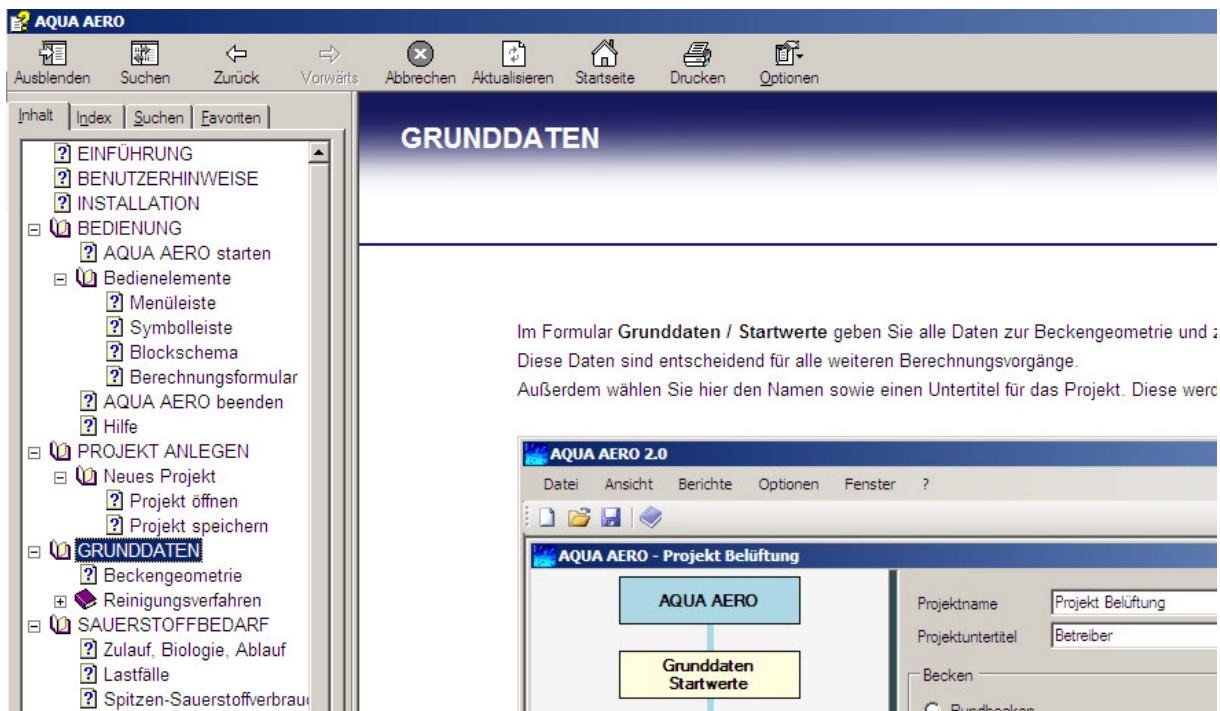 AQUA AERO
Ausblenden Suchen Zurück Vorwärts Abbrechen Aktualisieren Startseite Drucken Optionen
Inhalt Index Suchen Favoriten
EINFÜHRUNG
BENUTZERHINWEISE
INSTALLATION
BEDIENUNG
AQUA AERO starten
Bedienelemente
Menüleiste
Symbolleiste
Blockschema
Berechnungsformular
AQUA AERO beenden
Hilfe
PROJEKT ANLEGEN
Neues Projekt
Projekt öffnen
Projekt speichern
GRUNDDATEN
Beckengeometrie
Reinigungsverfahren
SAUERSTOFFBEDARF
Zulauf, Biologie, Ablauf
Lastfälle
Spitzen-Sauerstoffverbrau
GRUNDDATEN
Im Formular Grunddaten / Startwerte geben Sie alle Daten zur Beckengeometrie und z
Diese Daten sind entscheidend für alle weiteren Berechnungsvorgänge.
Außerdem wählen Sie hier den Namen sowie einen Untertitel für das Projekt. Diese werd
AQUA AERO 2.0
Datei Ansicht Berichte Optionen Fenster ?
AQUA AERO - Projekt Belüftung
AQUA AERO
Grunddaten
Startwerte
Projektname Projekt Belüftung
Projektuntertitel Betreiber
Becken